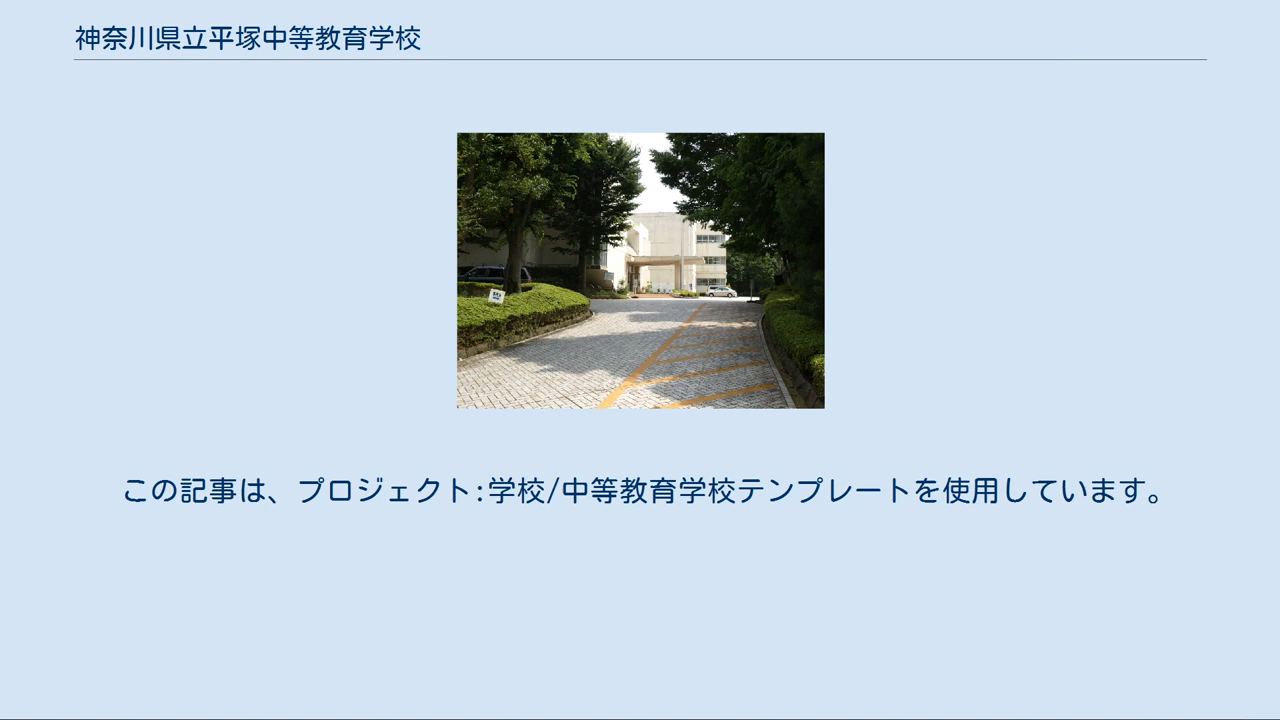 神奈川県立平塚中等教育学校
この記事は、プロジェクト:学校/中等教育学校テンプレートを使用しています。